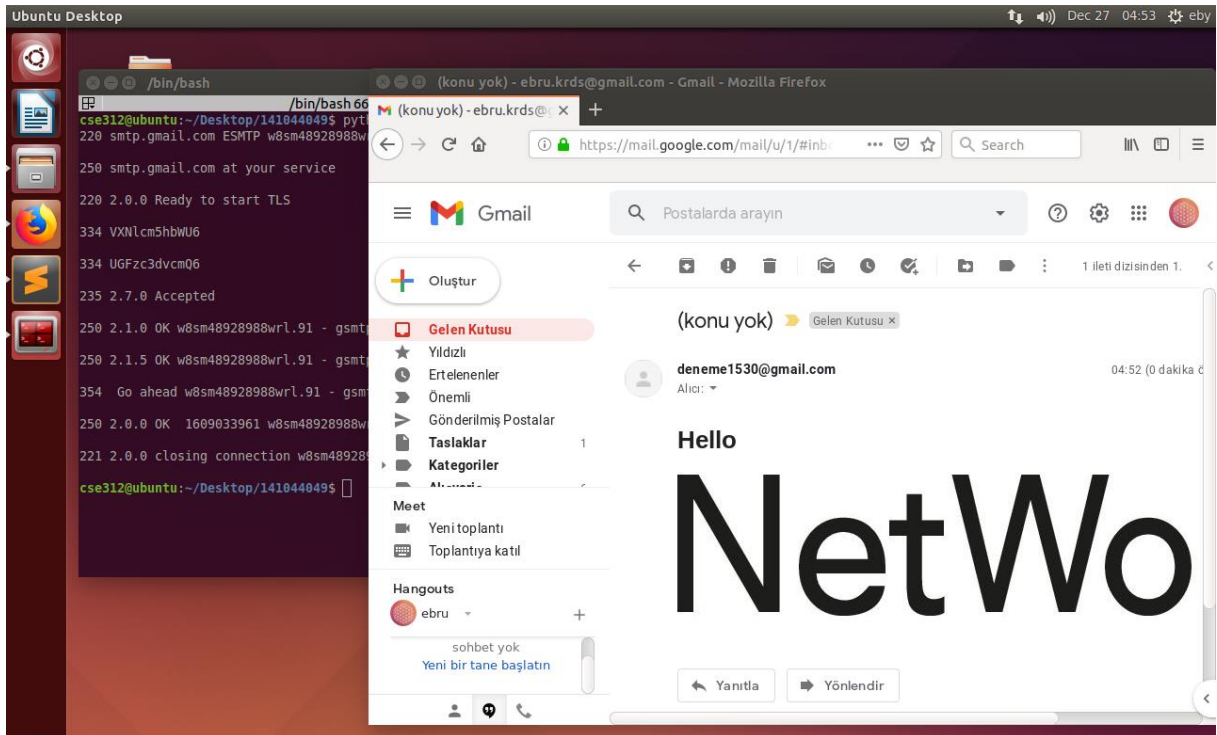 Ubuntu Desktop
Dec 27 04:53 eby
/bin/bash
/bin/bash 66
cse312@ubuntu:~/Desktop/141044049$ pyth
220 smtp.gmail.com ESMTP w8sm48928988w
250 smtp.gmail.com at your service
220 2.0.0 Ready to start TLS
334 VXNlcm5hbWU6
334 UGFzc3dvcmQ6
235 2.7.0 Accepted
250 2.1.0 OK w8sm48928988wrl.91 - gsmtp
250 2.1.5 OK w8sm48928988wrl.91 - gsmtp
354 Go ahead w8sm48928988wrl.91 - gsm
250 2.0.0 OK 1609033961 w8sm48928988w
221 2.0.0 closing connection w8sm48928
cse312@ubuntu:~/Desktop/141044049$
(konu yok) - ebru.krds@gmail.com - Gmail - Mozilla Firefox
(konu yok) - ebru.krds@g
https://mail.google.com/mail/u/1/#inbo
Search
Gmail
Postalarda arayın
Oluştur
1 ileti dizisinden 1.
Gelen Kutusu
Yıldızlı
Ertelenenler
Önemli
Gönderilmiş Postalar
Taslaklar 1
Kategoriler
Meet
Yeni toplantı
Toplantıya katıl
Hangouts
ebru
sohbet yok
Yeni bir tane başlatın
(konu yok)
Gelen Kutusu ×
deneme1530@gmail.com
04:52 (0 dakika ö
Alıcı:
Hello
NetWo
Yanıtla
Yönlendir